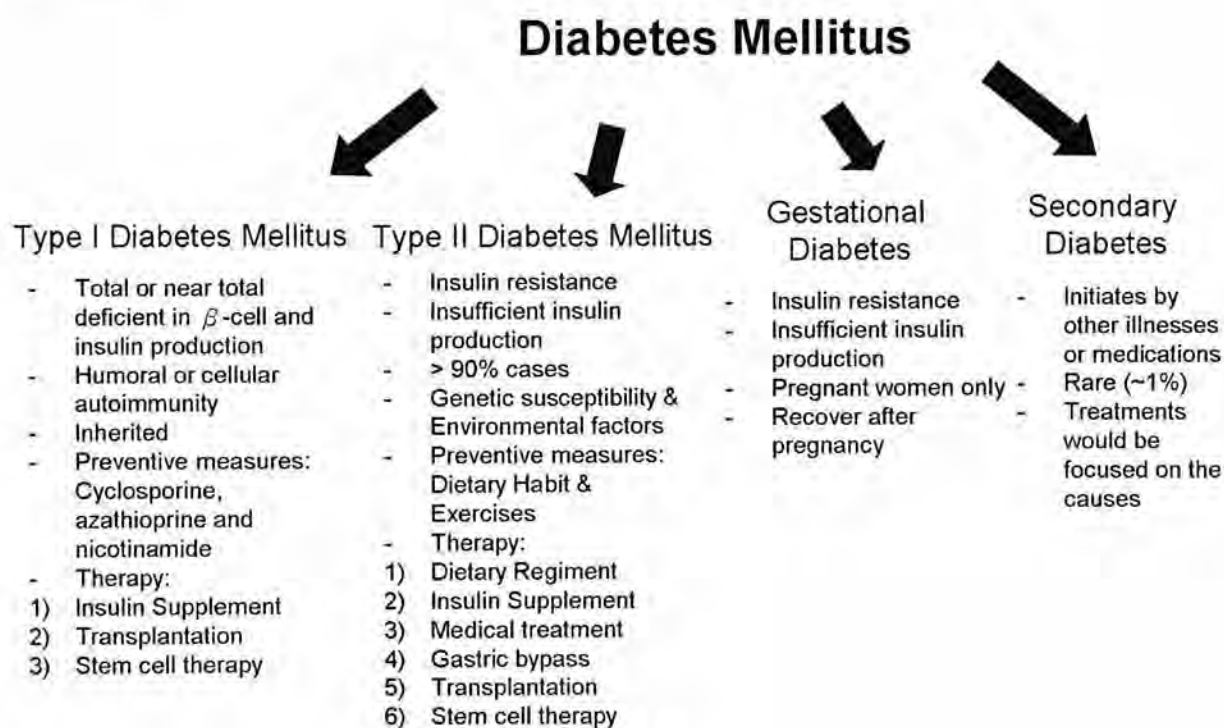 Diabetes Mellitus
Type I Diabetes Mellitus
- Total or near total
deficient in β-cell and
insulin production
- Humoral or cellular
autoimmunity
- Inherited
- Preventive measures:
Cyclosporine,
azathioprine and
nicotinamide
- Therapy:
1) Insulin Supplement
2) Transplantation
3) Stem cell therapy
Type II Diabetes Mellitus
- Insulin resistance
- Insufficient insulin
production
- > 90% cases
- Genetic susceptibility &
Environmental factors
- Preventive measures:
Dietary Habit &
Exercises
- Therapy:
1) Dietary Regiment
2) Insulin Supplement
3) Medical treatment
4) Gastric bypass
5) Transplantation
6) Stem cell therapy
Gestational
Diabetes
- Insulin resistance
- Insufficient insulin
production
- Pregnant women only
- Recover after
pregnancy
Secondary
Diabetes
- Initiates by
other illnesses
or medications
- Rare (~1%)
- Treatments
would be
focused on the
causes